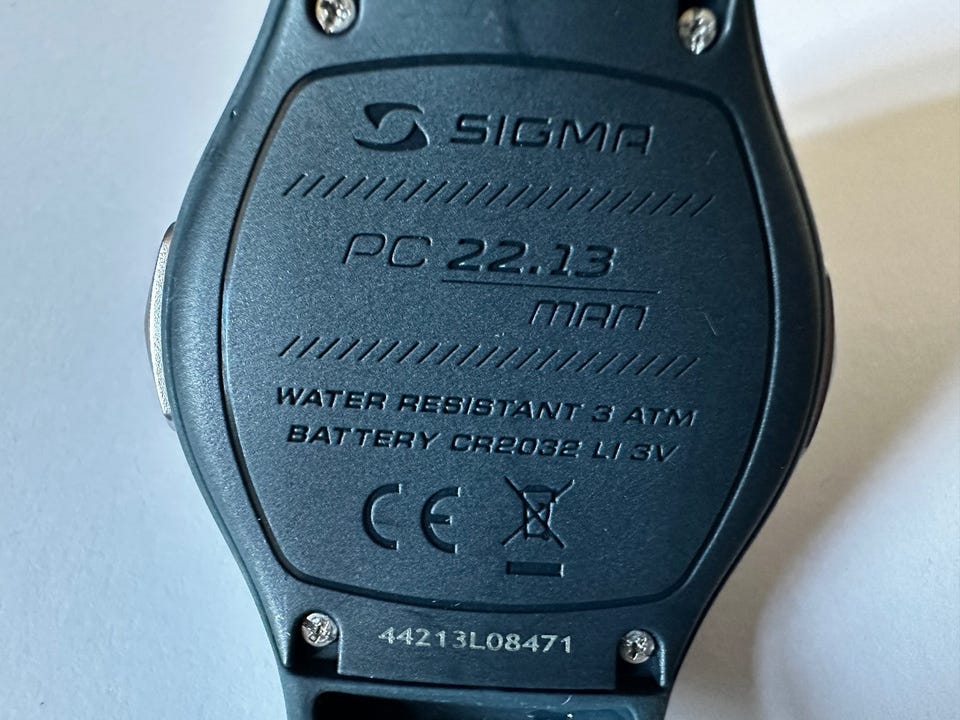 SIGMA
PC 22.13
MAN
WATER RESISTANT 3 ATM
BATTERY CR2032 LI 3V
CE
44213L08471